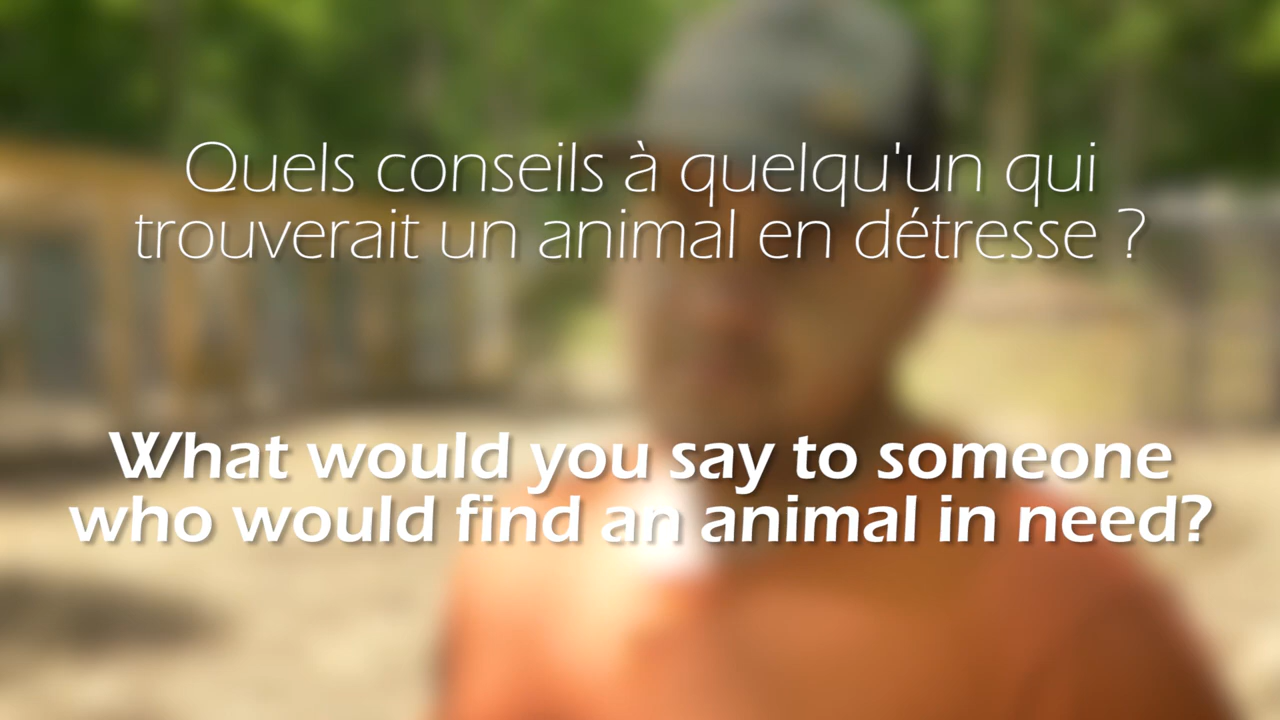 Quels conseils à quelqu'un qui
trouverait un animal en détresse ?
What would you say to someone
who would find an animal in need?